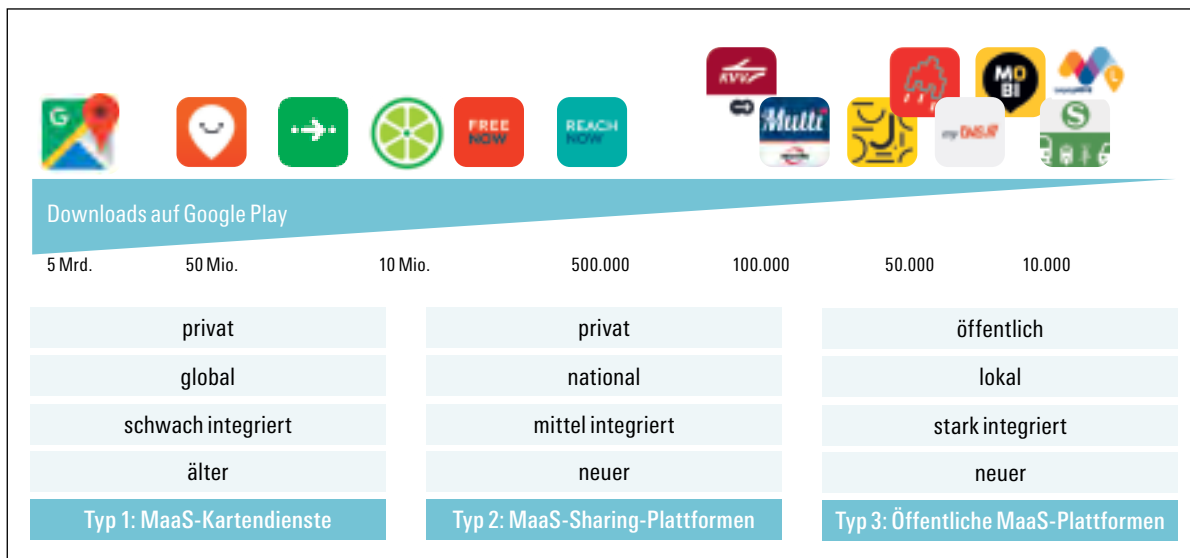 G
FREE
NOW
REACH
NOW
KVV
Multi
MO
BI
L
S
Downloads auf Google Play
5 Mrd. 50 Mio. 10 Mio. 500.000 100.000 50.000 10.000
privat privat öffentlich
global national lokal
schwach integriert mittel integriert stark integriert
älter neuer neuer
Typ 1: MaaS-Kartendienste Typ 2: MaaS-Sharing-Plattformen Typ 3: Öffentliche MaaS-Plattformen